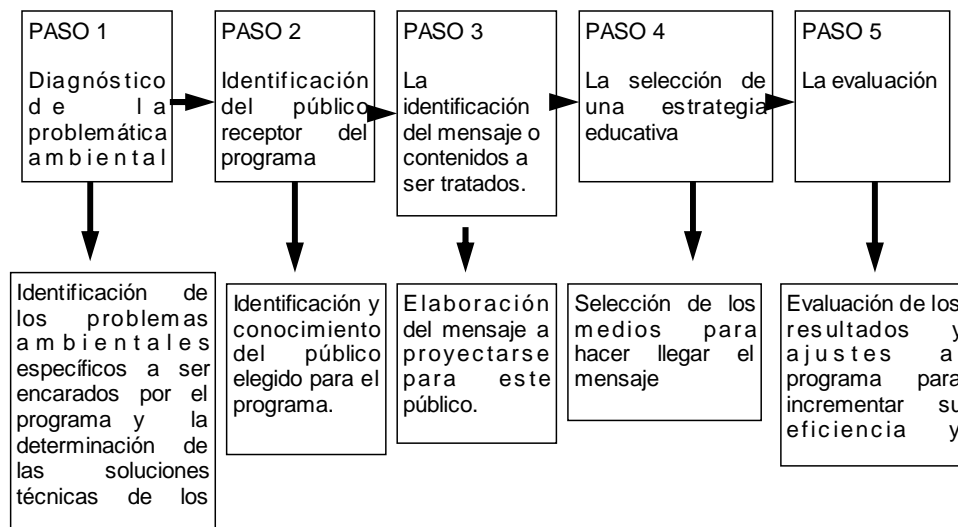 PASO 1
Diagnóstico
de la
problemática
ambiental
PASO 2
Identificación
del público
receptor del
programa
PASO 3
La
identificación
del mensaje o
contenidos a
ser tratados.
PASO 4
La selección de
una estrategia
educativa
PASO 5
La evaluación
Identificación de
los problemas
ambientales
específicos a ser
encarados por el
programa y la
determinación de
las soluciones
técnicas de los
Identificación y
conocimiento
del público
elegido para el
programa.
Elaboración
del mensaje a
proyectarse
para este
público.
Selección de los
medios para
hacer llegar el
mensaje
Evaluación de los
resultados y
ajustes a
programa para
incrementar su
eficiencia y